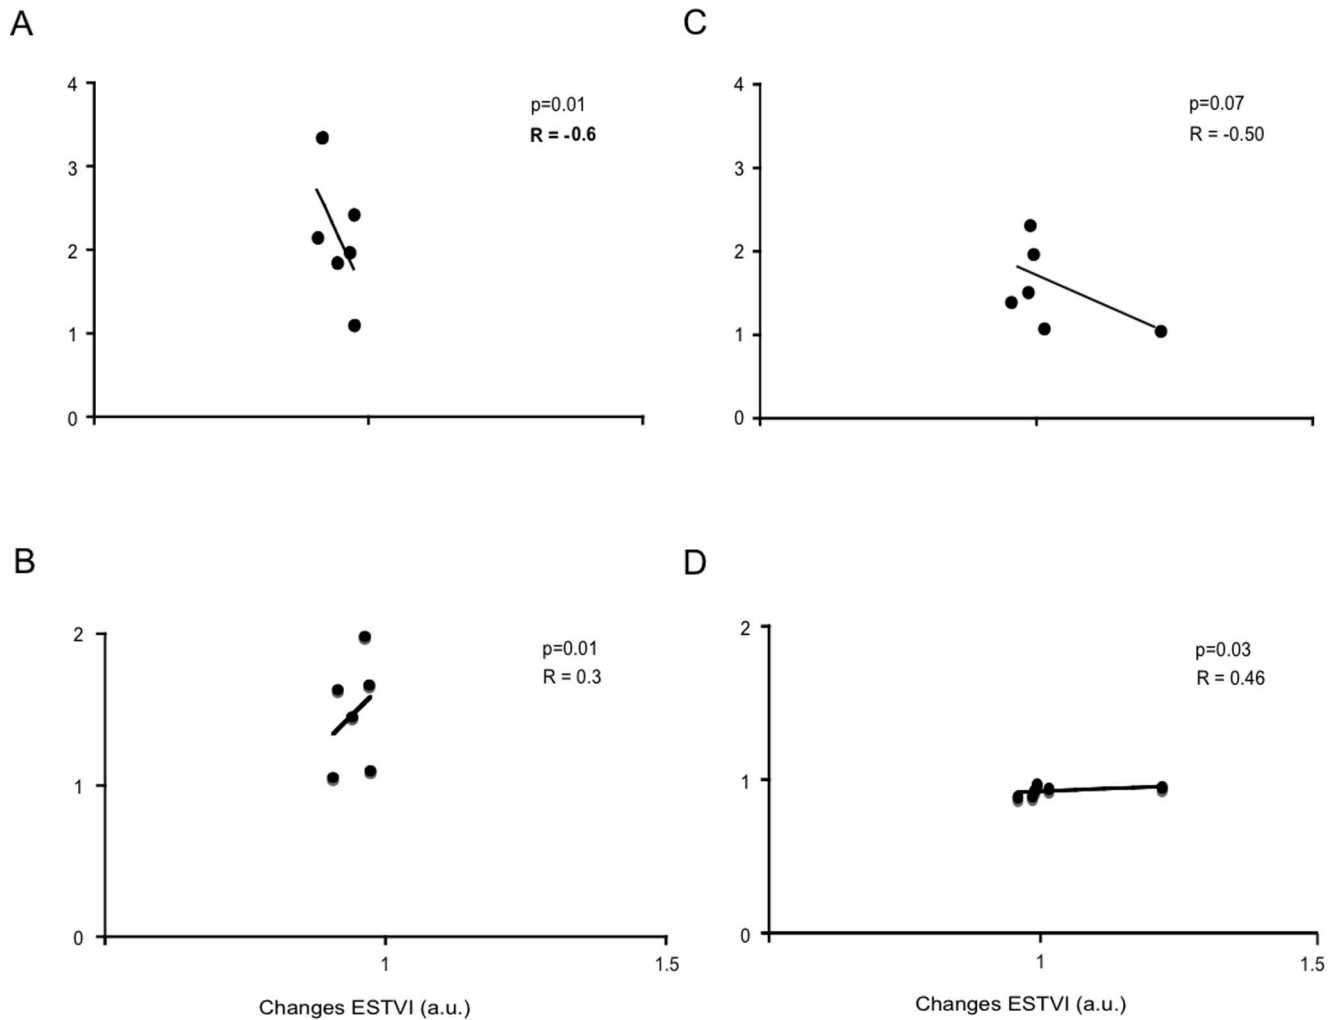 A
4
3
2
1
0
p=0.01
R = -0.6
C
4
3
2
1
0
p=0.07
R = -0.50
B
2
1
0
p=0.01
R = 0.3
1
1.5
Changes ESTVI (a.u.)
D
2
1
0
p=0.03
R = 0.46
1
1.5
Changes ESTVI (a.u.)